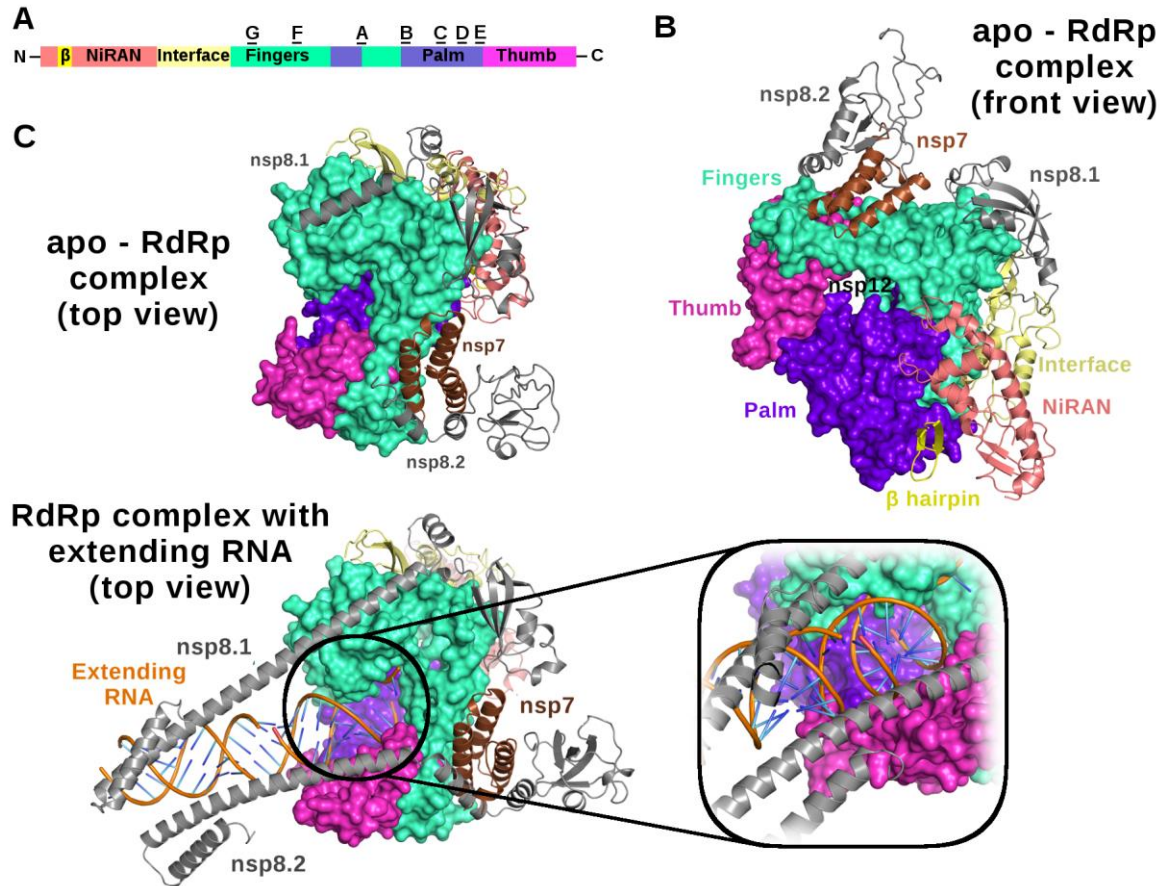 A
G F A B C D E
N β NiRAN Interface Fingers Palm Thumb C
B
apo - RdRp
complex
(front view)
nsp8.2
nsp7
Fingers
nsp8.1
Thumb
nsp12
Interface
Palm
NiRAN
β hairpin
C
nsp8.1
apo - RdRp
complex
(top view)
nsp7
nsp8.2
RdRp complex with
extending RNA
(top view)
nsp8.1
Extending
RNA
nsp7
nsp8.2